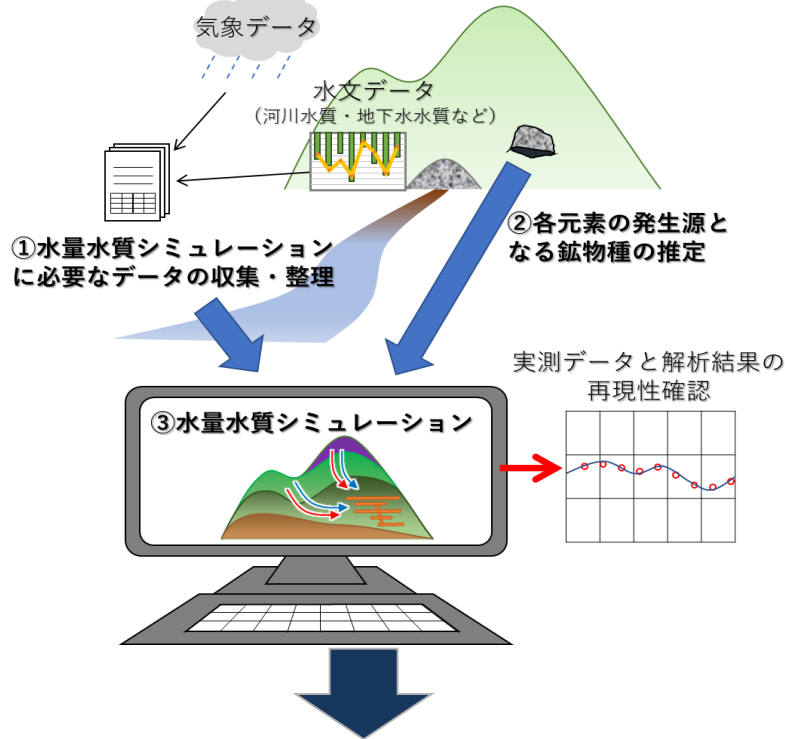 気象データ
水文データ
（河川水質・地下水水質など）
①水量水質シミュレーション
に必要なデータの収集・整理
②各元素の発生源と
なる鉱物種の推定
実測データと解析結果の
再現性確認
③水量水質シミュレーション